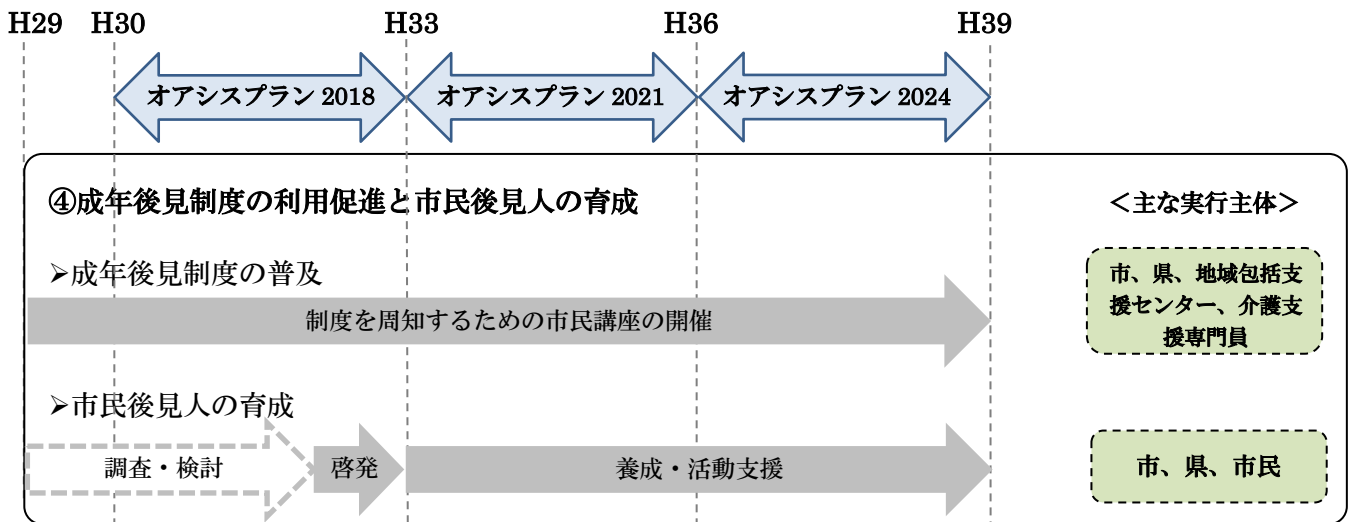 H29 H30 H33 H36 H39
オアシスプラン 2018 オアシスプラン 2021 オアシスプラン 2024
④成年後見制度の利用促進と市民後見人の育成 ＜主な実行主体＞
➢成年後見制度の普及
制度を周知するための市民講座の開催
市、県、地域包括支
援センター、介護支
援専門員
➢市民後見人の育成
調査・検討 啓発 養成・活動支援
市、県、市民